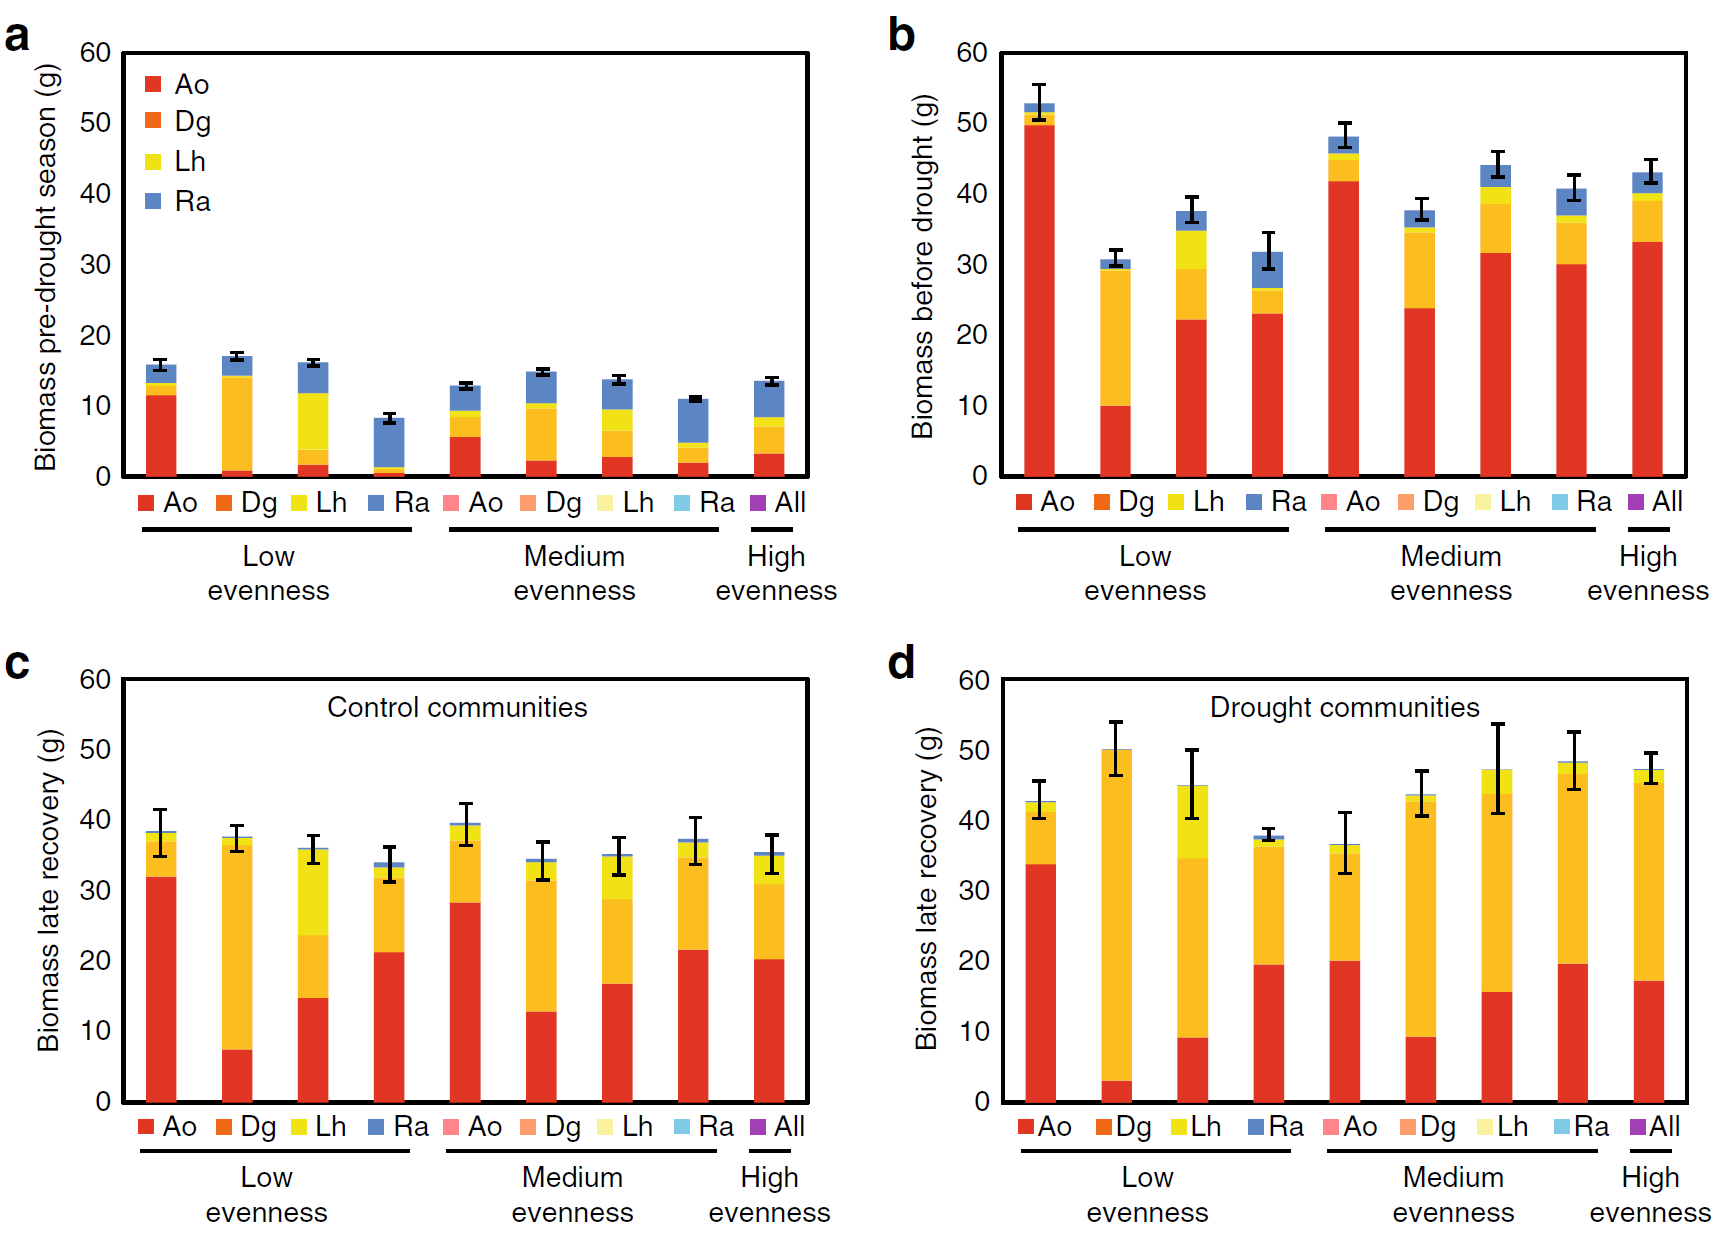 a
Biomass pre-drought season (g)
60
50
40
30
20
10
0
Ao
Dg
Lh
Ra
Ao Dg Lh Ra Ao Dg Lh Ra All
Low evenness
Medium evenness
High evenness
b
Biomass before drought (g)
60
50
40
30
20
10
0
Ao Dg Lh Ra Ao Dg Lh Ra All
Low evenness
Medium evenness
High evenness
c
Biomass late recovery (g)
60
50
40
30
20
10
0
Control communities
Ao Dg Lh Ra Ao Dg Lh Ra All
Low evenness
Medium evenness
High evenness
d
Biomass late recovery (g)
60
50
40
30
20
10
0
Drought communities
Ao Dg Lh Ra Ao Dg Lh Ra All
Low evenness
Medium evenness
High evenness